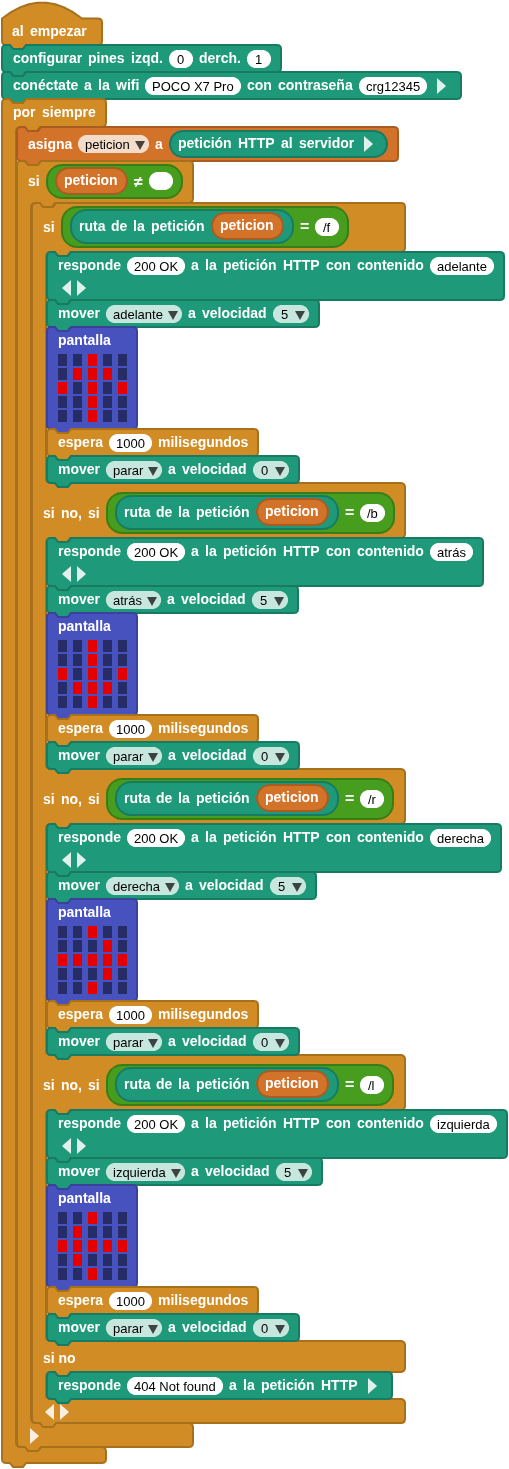 al empezar
configurar pines izqd. 0 derch. 1
conéctate a la wifi POCO X7 Pro con contraseña crg12345
por siempre
asigna peticion a petición HTTP al servidor
si peticion ≠
si ruta de la petición peticion = /f
responde 200 OK a la petición HTTP con contenido adelante
mover adelante a velocidad 5
pantalla
espera 1000 milisegundos
mover parar a velocidad 0
si no, si ruta de la petición peticion = /b
responde 200 OK a la petición HTTP con contenido atrás
mover atrás a velocidad 5
pantalla
espera 1000 milisegundos
mover parar a velocidad 0
si no, si ruta de la petición peticion = /r
responde 200 OK a la petición HTTP con contenido derecha
mover derecha a velocidad 5
pantalla
espera 1000 milisegundos
mover parar a velocidad 0
si no, si ruta de la petición peticion = /l
responde 200 OK a la petición HTTP con contenido izquierda
mover izquierda a velocidad 5
pantalla
espera 1000 milisegundos
mover parar a velocidad 0
si no
responde 404 Not found a la petición HTTP